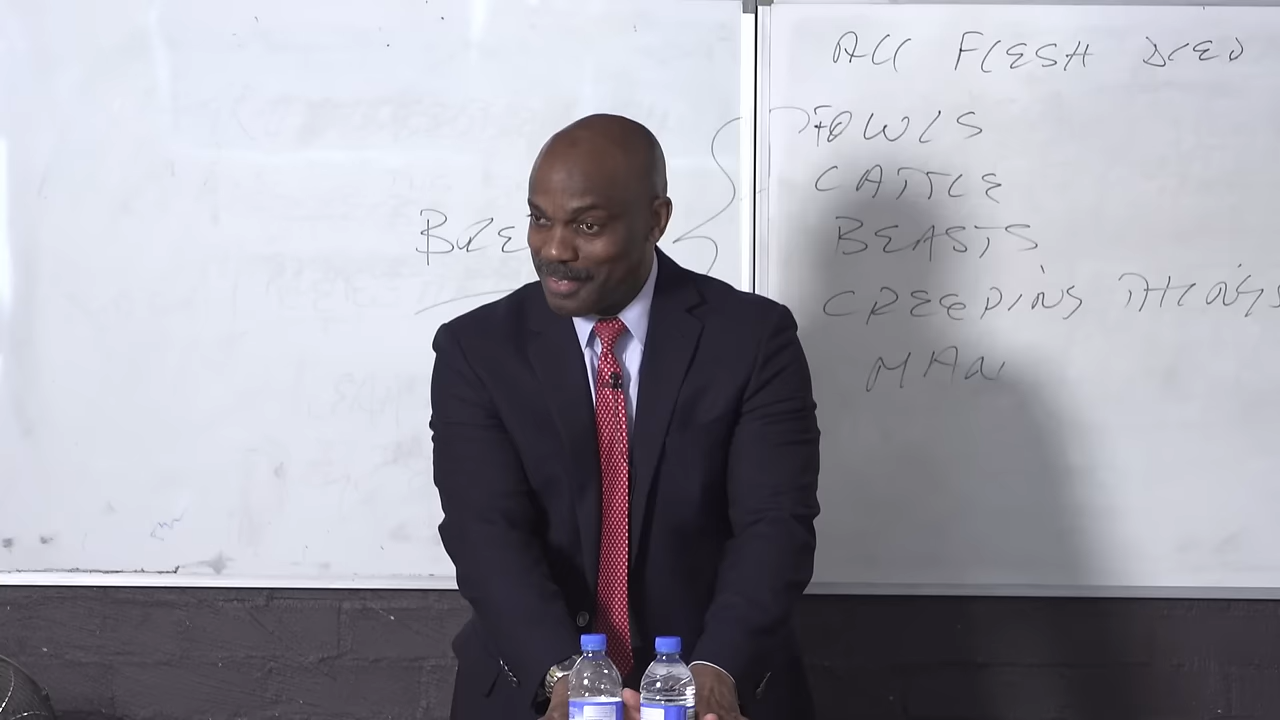 ALL FLESH DIED
FOWLS
CATTLE
BEASTS
CREEPING THINGS
MAN